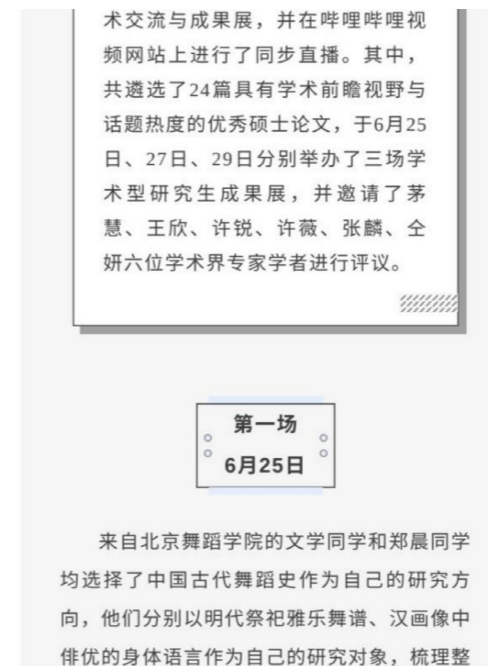 术交流与成果展，并在哔哩哔哩视
频网站上进行了同步直播。其中，
共遴选了24篇具有学术前瞻视野与
话题热度的优秀硕士论文，于6月25
日、27日、29日分别举办了三场学
术型研究生成果展，并邀请了茅
慧、王欣、许锐、许薇、张麟、仝
妍六位学术界专家学者进行评议。
第一场
6月25日
来自北京舞蹈学院的文学同学和郑晨同学
均选择了中国古代舞蹈史作为自己的研究方
向，他们分别以明代祭祀雅乐舞谱、汉画像中
俳优的身体语言作为自己的研究对象，梳理整